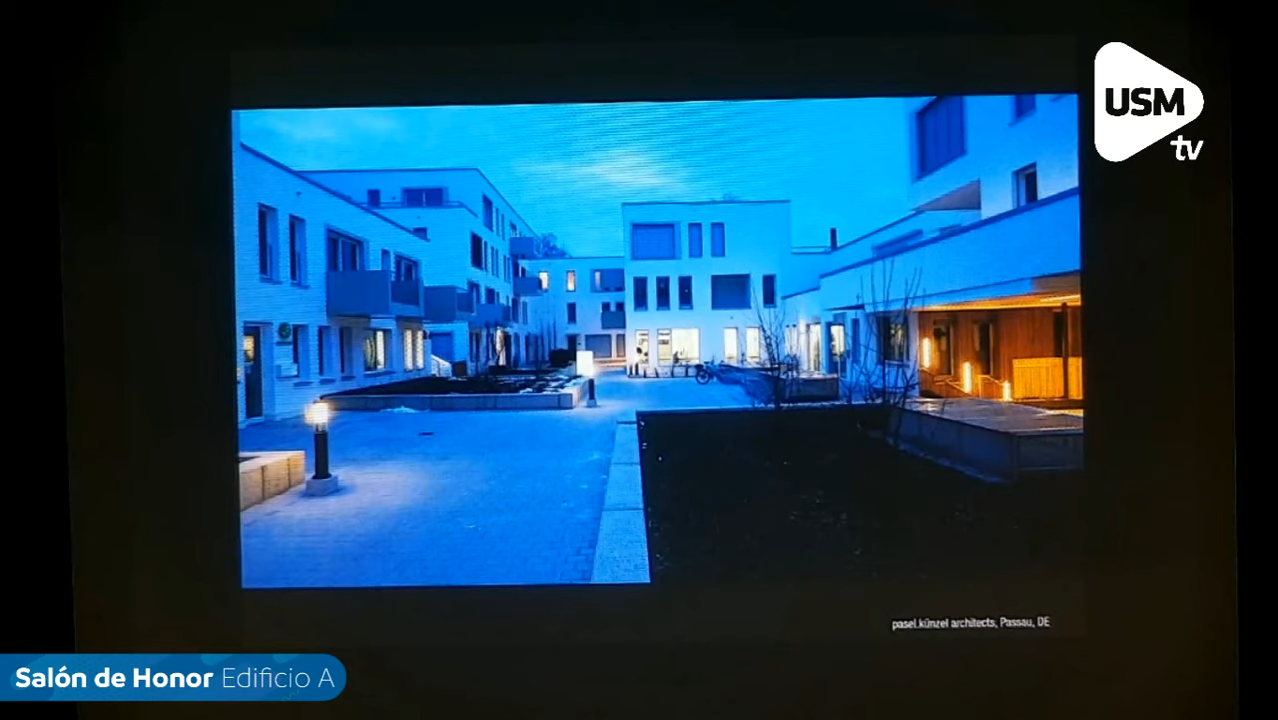 USM
tv
pasel.künzel architects, Passau, DE
Salón de Honor Edificio A